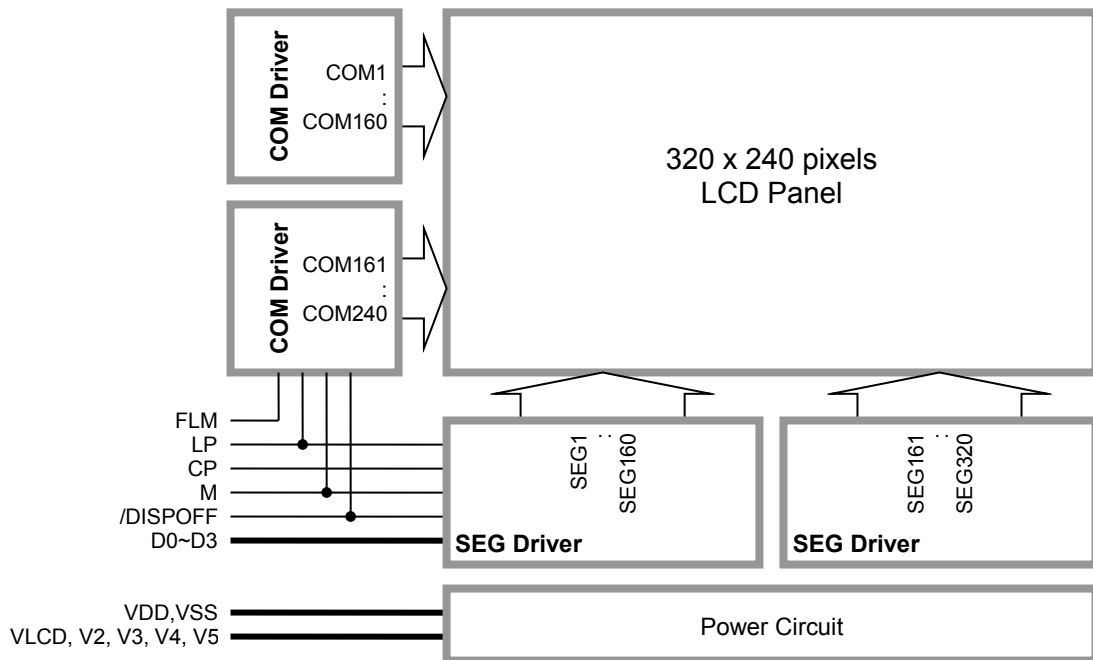 COM Driver
COM1
:
COM160
320 x 240 pixels
LCD Panel
COM Driver
COM161
:
COM240
FLM
LP
CP
M
/DISPOFF
D0~D3
SEG1
:
SEG160
SEG Driver
SEG161
:
SEG320
SEG Driver
VDD,VSS
VLCD, V2, V3, V4, V5
Power Circuit